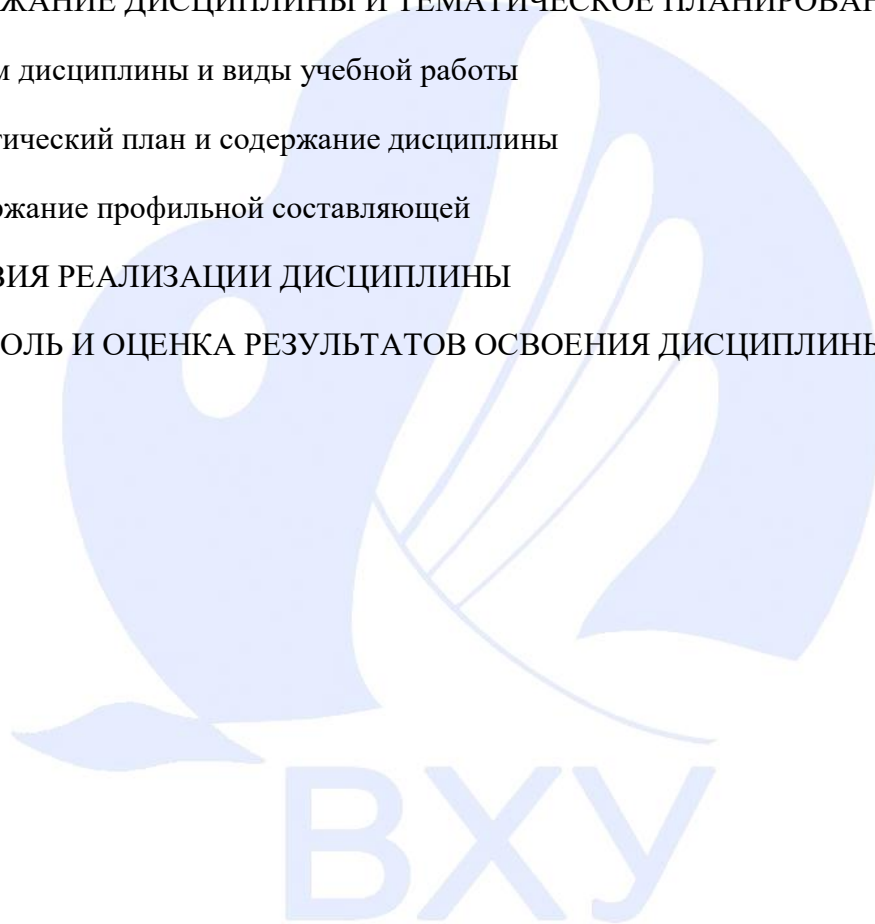 ЖАНИЕ ДИСЦИПЛИНЫ И ТЕМАТИЧЕСКОЕ ПЛАНИРОВАН
м дисциплины и виды учебной работы
тический план и содержание дисциплины
ржание профильной составляющей
ВИЯ РЕАЛИЗАЦИИ ДИСЦИПЛИНЫ
ОЛЬ И ОЦЕНКА РЕЗУЛЬТАТОВ ОСВОЕНИЯ ДИСЦИПЛИНЫ
ВХУ